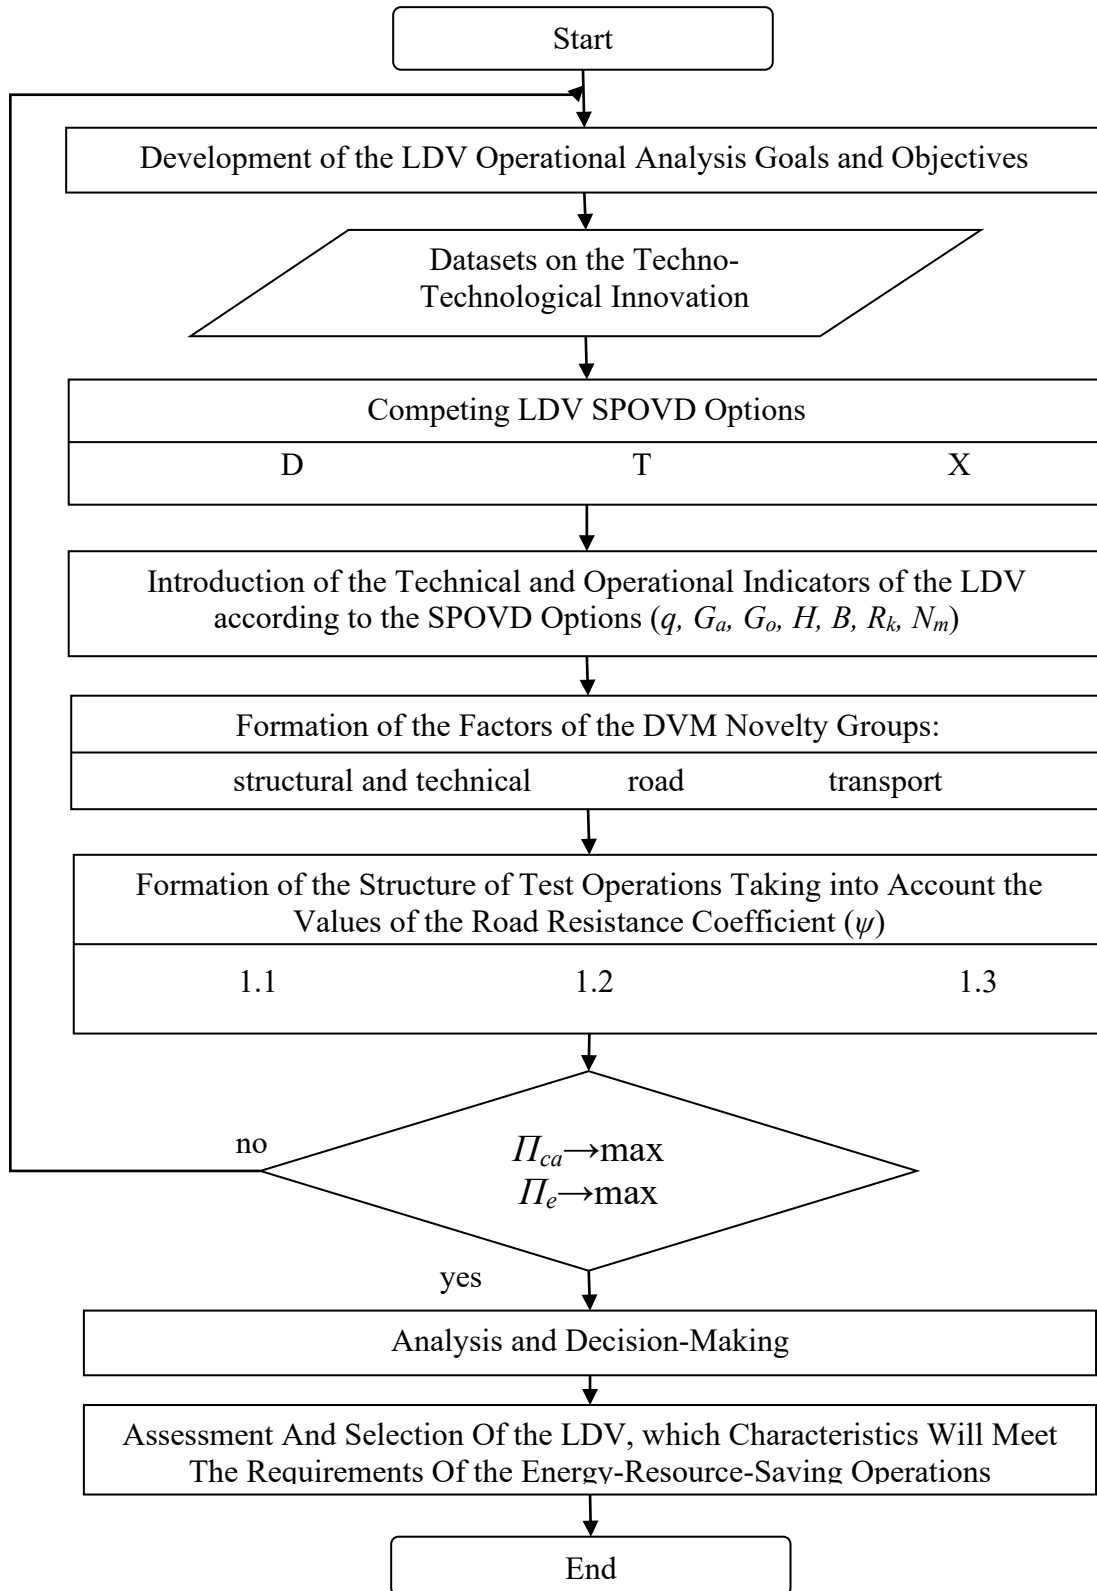 Start
Development of the LDV Operational Analysis Goals and Objectives
Datasets on the Techno-
Technological Innovation
Competing LDV SPOVD Options
D T X
Introduction of the Technical and Operational Indicators of the LDV
according to the SPOVD Options (q, Gₐ, Gₒ, H, B, Rₖ, Nₘ)
Formation of the Factors of the DVM Novelty Groups:
structural and technical road transport
Formation of the Structure of Test Operations Taking into Account the
Values of the Road Resistance Coefficient (ψ)
1.1 1.2 1.3
no
Π_ca→max
Π_e→max
yes
Analysis and Decision-Making
Assessment And Selection Of the LDV, which Characteristics Will Meet
The Requirements Of the Energy-Resource-Saving Operations
End